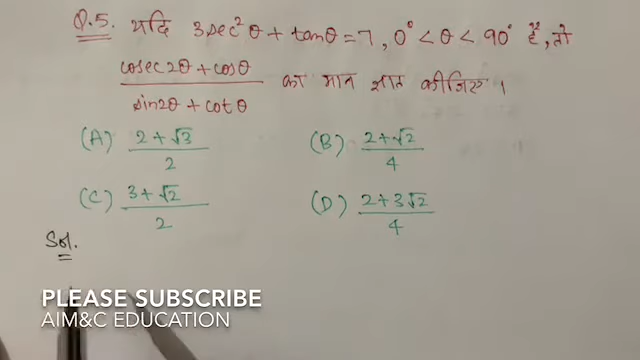 Q.5. यदि 3sec²θ + tanθ = 7, 0° < θ < 90° है, तो
cosec2θ + cosθ / sin2θ + cotθ का मान ज्ञात कीजिए ।
(A) 2 + √3 / 2 (B) 2 + √2 / 4
(C) 3 + √2 / 2 (D) 2 + 3√2 / 4
Sol.
PLEASE SUBSCRIBE
AIM&C EDUCATION